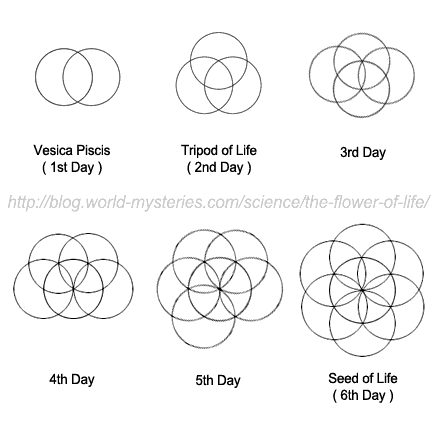 Vesica Piscis
( 1st Day )
Tripod of Life
( 2nd Day )
3rd Day
http://blog.world-mysteries.com/science/the-flower-of-life/
4th Day
5th Day
Seed of Life
( 6th Day )